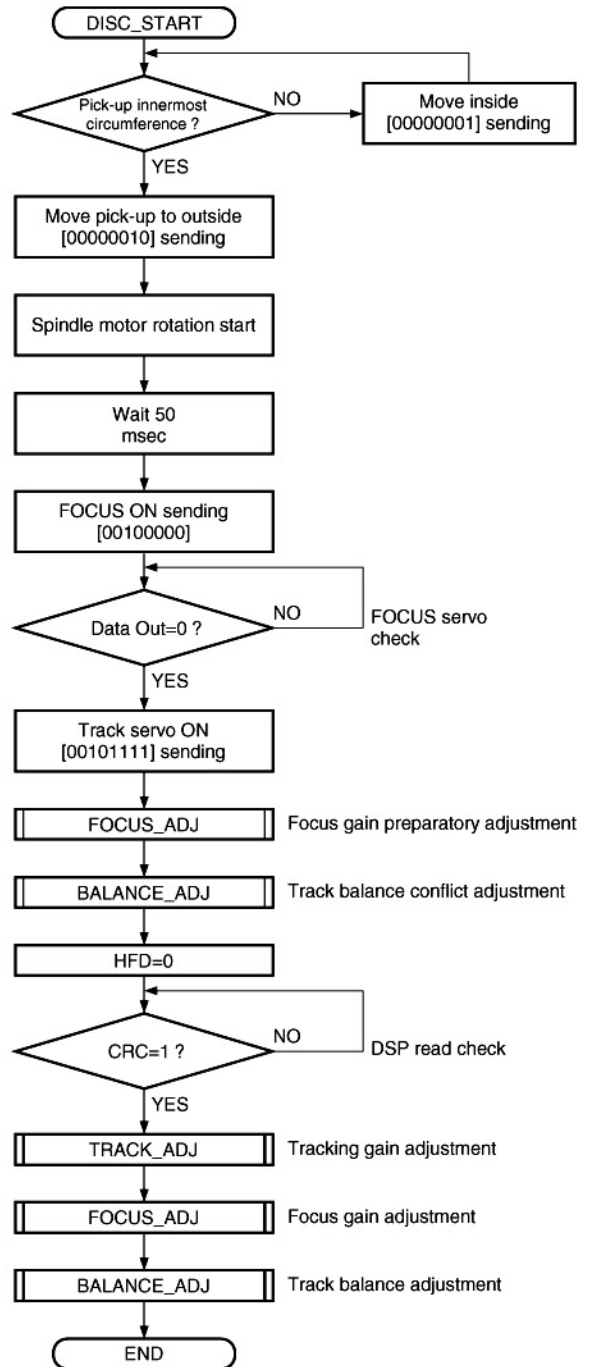 DISC_START
Pick-up innermost
circumference ?
NO
Move inside
[00000001] sending
YES
Move pick-up to outside
[00000010] sending
Spindle motor rotation start
Wait 50
msec
FOCUS ON sending
[00100000]
Data Out=0 ?
NO
FOCUS servo
check
YES
Track servo ON
[00101111] sending
FOCUS_ADJ
Focus gain preparatory adjustment
BALANCE_ADJ
Track balance conflict adjustment
HFD=0
CRC=1 ?
NO
DSP read check
YES
TRACK_ADJ
Tracking gain adjustment
FOCUS_ADJ
Focus gain adjustment
BALANCE_ADJ
Track balance adjustment
END